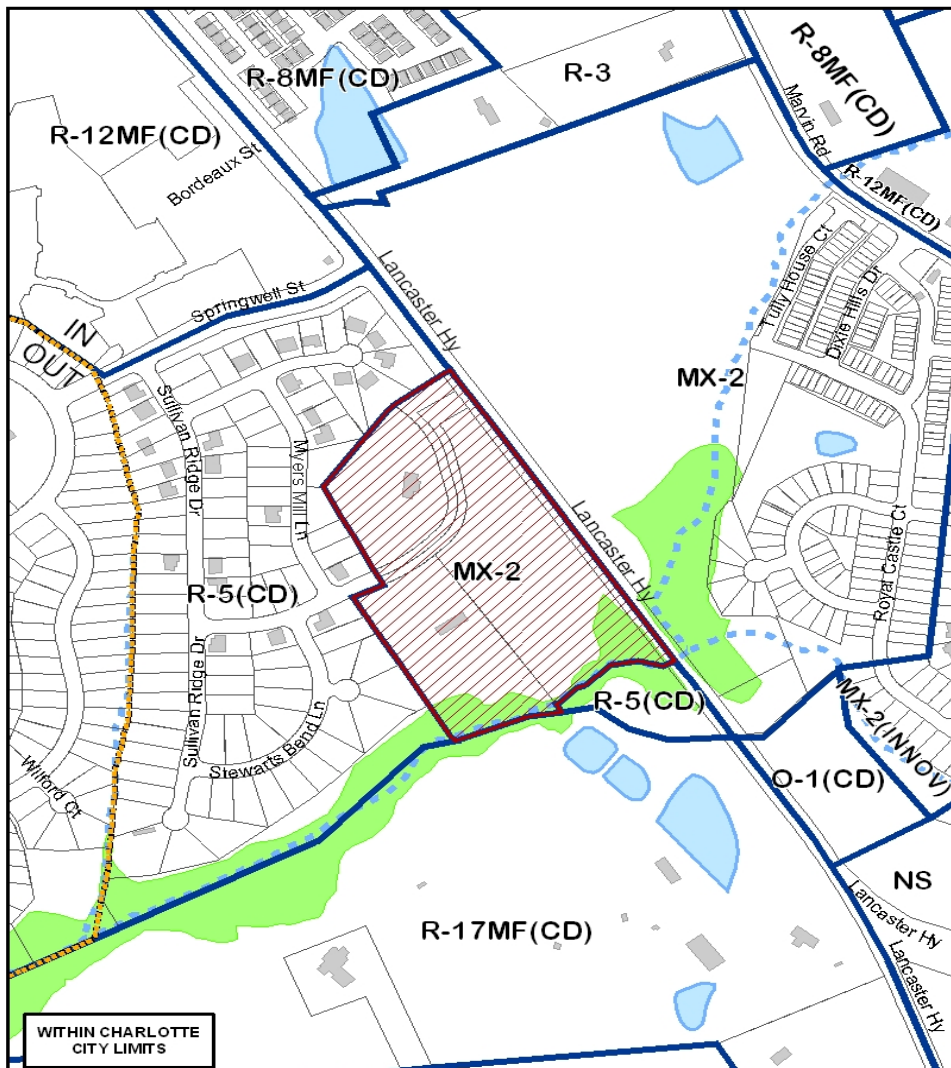 R-8MF(CD)
R-3
R-8MF(CD)
R-12MF(CD)
Bordeaux St
Marvin Rd
R-12MF(CD)
Lancaster Hy
Springwell St
Tully House Ct
Dixie Hills Dr
IN
OUT
MX-2
Sullivan Ridge Dr
Myers Mill Ln
Lancaster Hy
MX-2
R-5(CD)
Royal Castle Ct
Sullivan Ridge Dr
R-5(CD)
MX-2(INNOV)
Stewarts Bend Ln
Wilford Ct
O-1(CD)
NS
Lancaster Hy
R-17MF(CD)
Lancaster Hy
WITHIN CHARLOTTE
CITY LIMITS